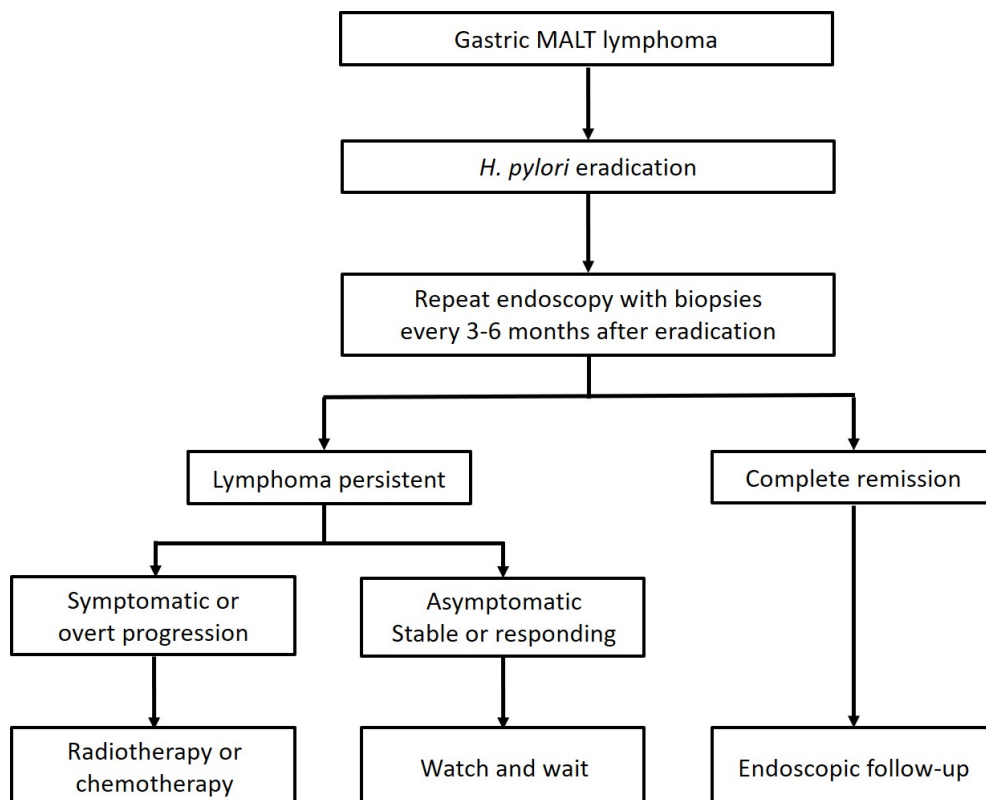 Gastric MALT lymphoma
H. pylori eradication
Repeat endoscopy with biopsies
every 3-6 months after eradication
Lymphoma persistent
Complete remission
Symptomatic or
overt progression
Asymptomatic
Stable or responding
Radiotherapy or
chemotherapy
Watch and wait
Endoscopic follow-up